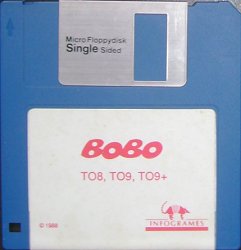 Micro Floppydisk
Single Sided
BOBO
TO8, TO9, TO9+
© 1988
INFOGRAMES